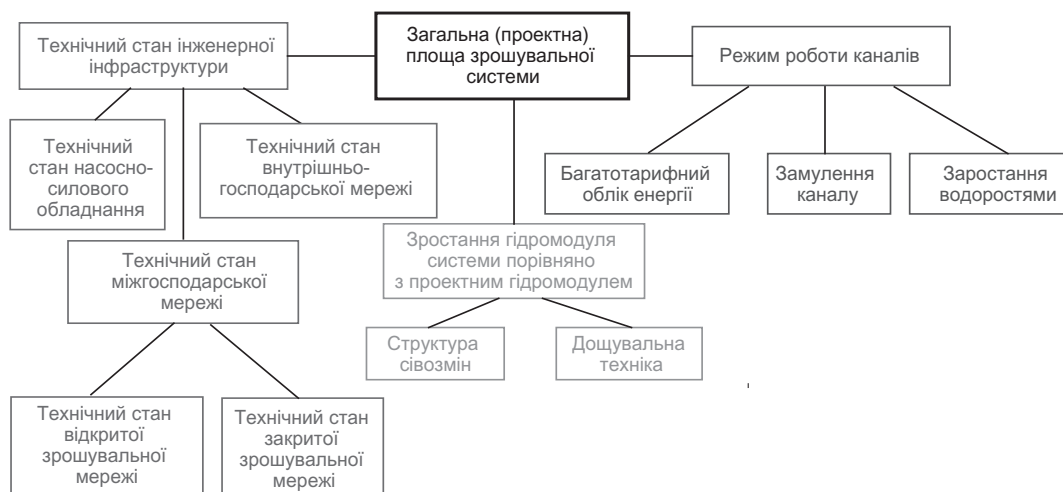 Технічний стан інженерної
інфраструктури
Загальна (проектна)
площа зрошувальної
системи
Режим роботи каналів
Технічний
стан насосно-
силового
обладнання
Технічний стан
внутрішньо-
господарської мережі
Багатотарифний
облік енергії
Замулення
каналу
Заростання
водоростями
Технічний стан
міжгосподарської
мережі
Зростання гідромодуля
системи порівняно
з проектним гідромодулем
Структура
сівозмін
Дощувальна
техніка
Технічний стан
відкритої
зрошувальної
мережі
Технічний стан
закритої
зрошувальної
мережі